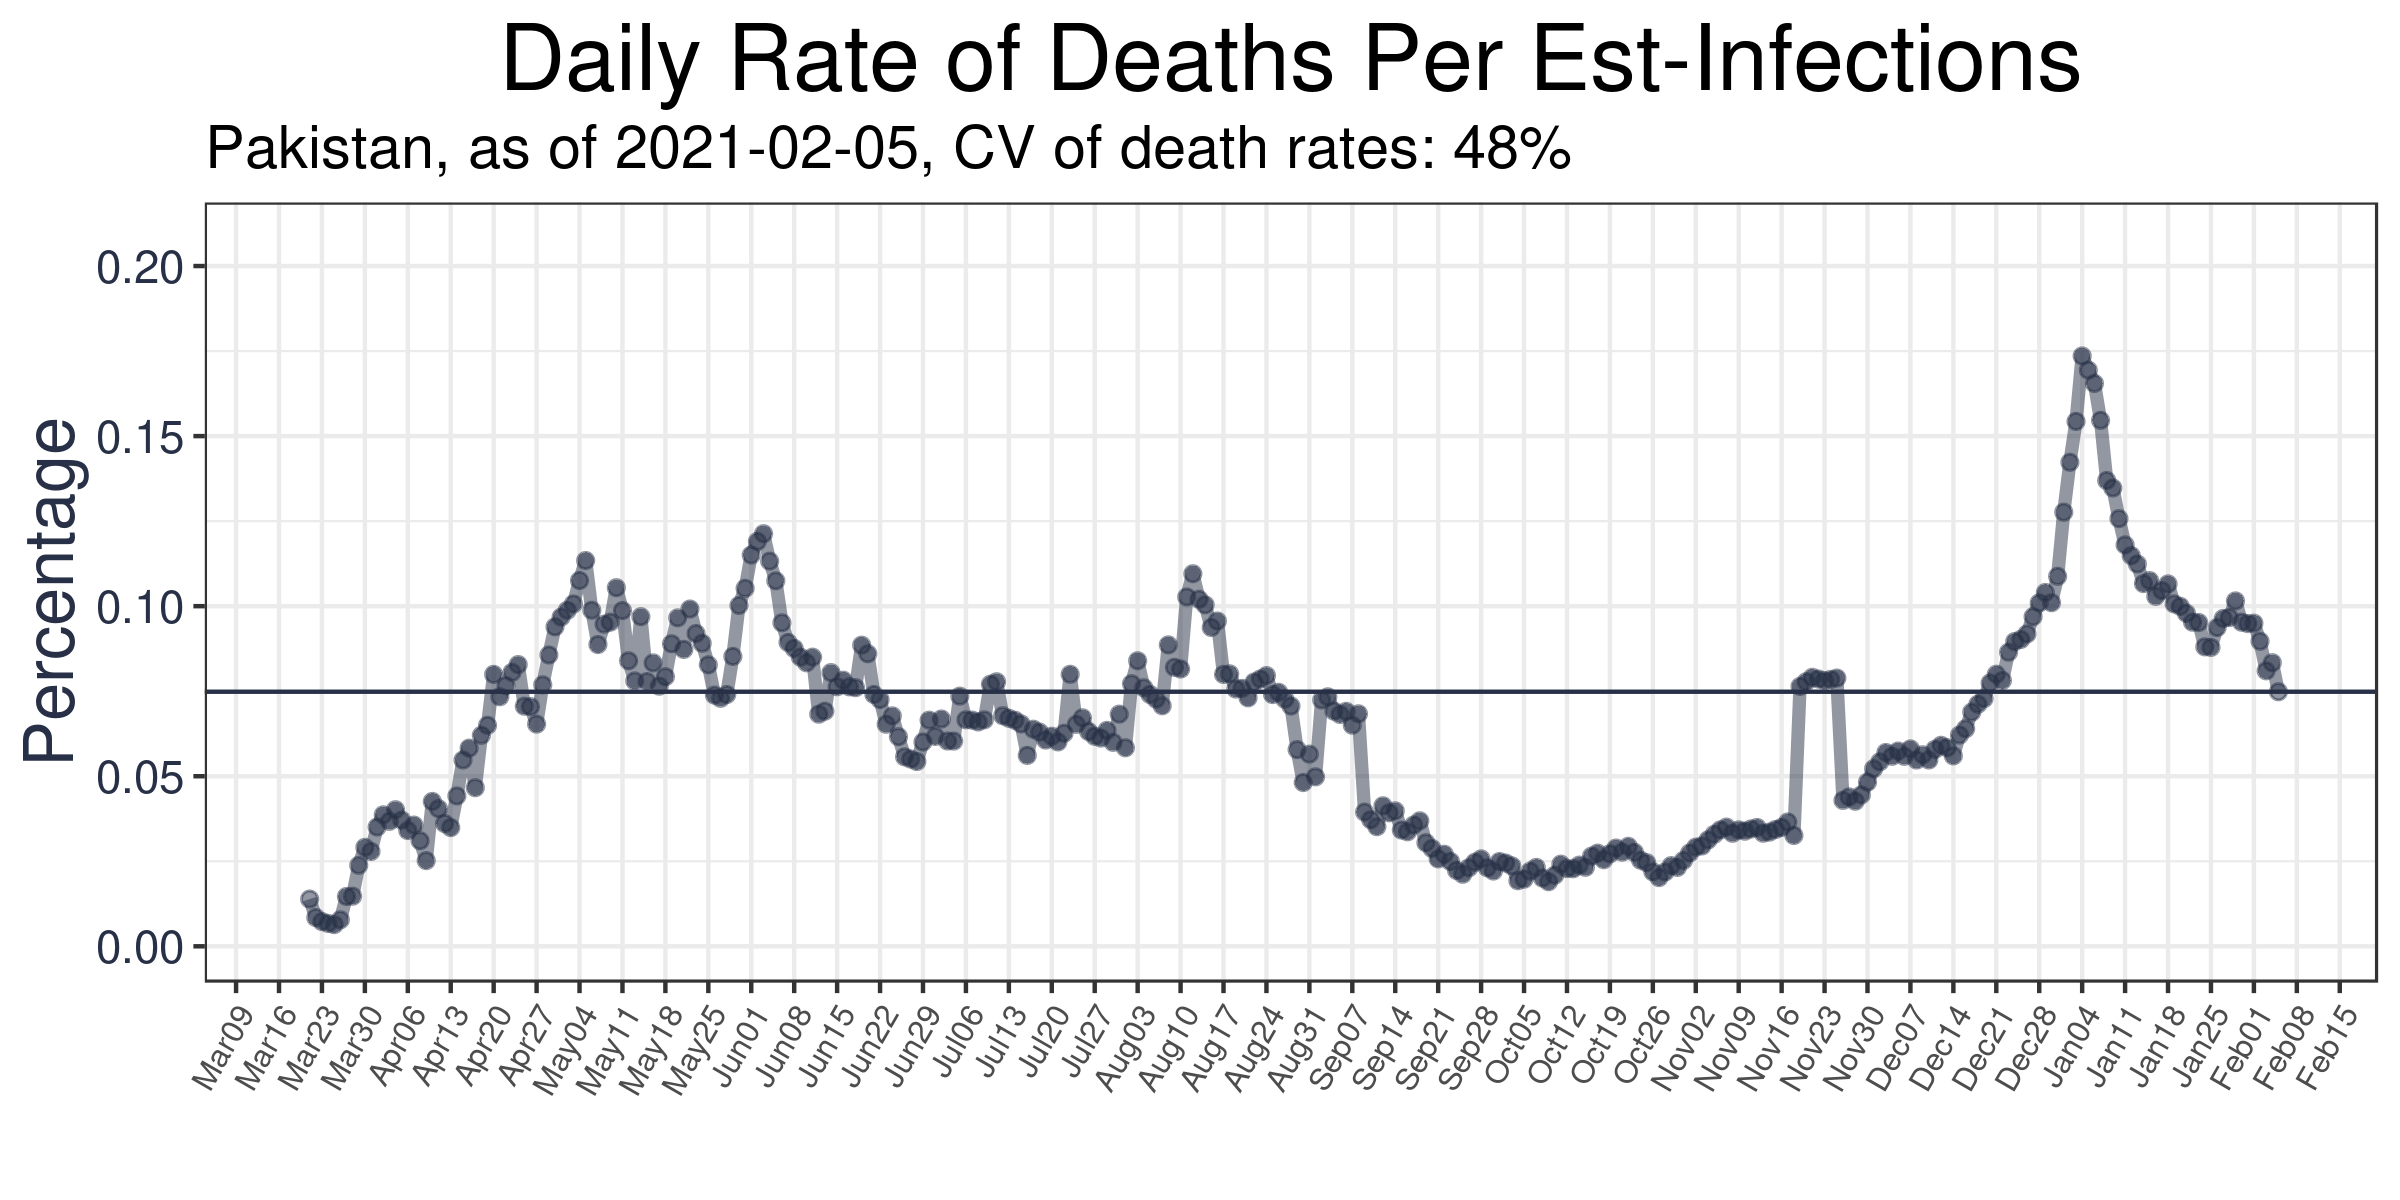 Daily Rate of Deaths Per Est-Infections
Pakistan, as of 2021-02-05, CV of death rates: 48%
Percentage
0.20
0.15
0.10
0.05
0.00
Mar09
Mar16
Mar23
Mar30
Apr06
Apr13
Apr20
Apr27
May04
May11
May18
May25
Jun01
Jun08
Jun15
Jun22
Jun29
Jul06
Jul13
Jul20
Jul27
Aug03
Aug10
Aug17
Aug24
Aug31
Sep07
Sep14
Sep21
Sep28
Oct05
Oct12
Oct19
Oct26
Nov02
Nov09
Nov16
Nov23
Nov30
Dec07
Dec14
Dec21
Dec28
Jan04
Jan11
Jan18
Jan25
Feb01
Feb08
Feb15